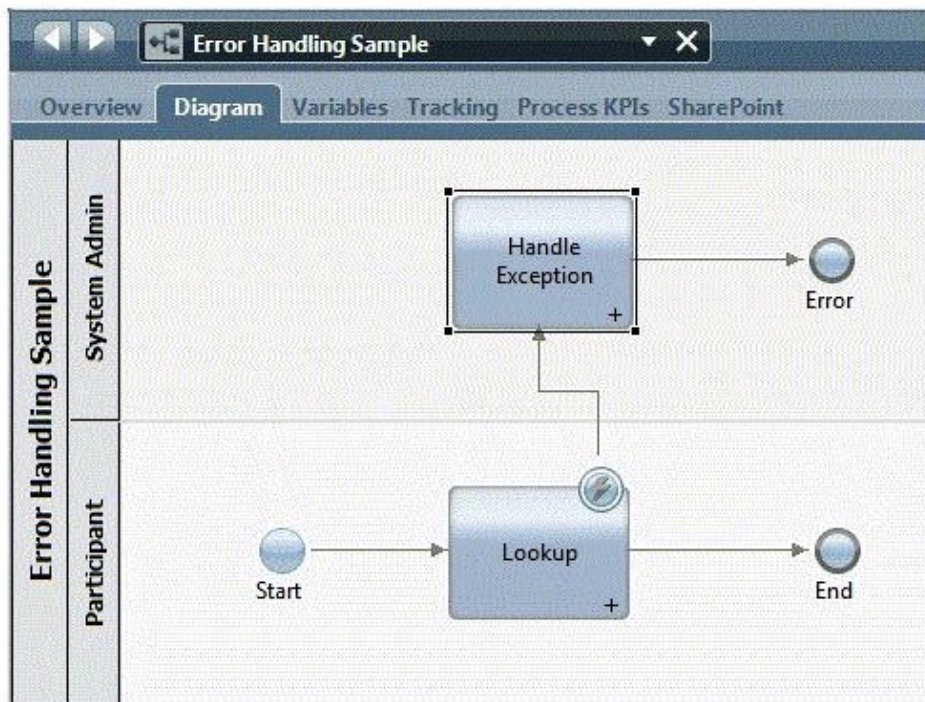 Error Handling Sample
Overview Diagram Variables Tracking Process KPIs SharePoint
Error Handling Sample
System Admin
Handle
Exception
+
Error
Participant
Start
Lookup
+
End